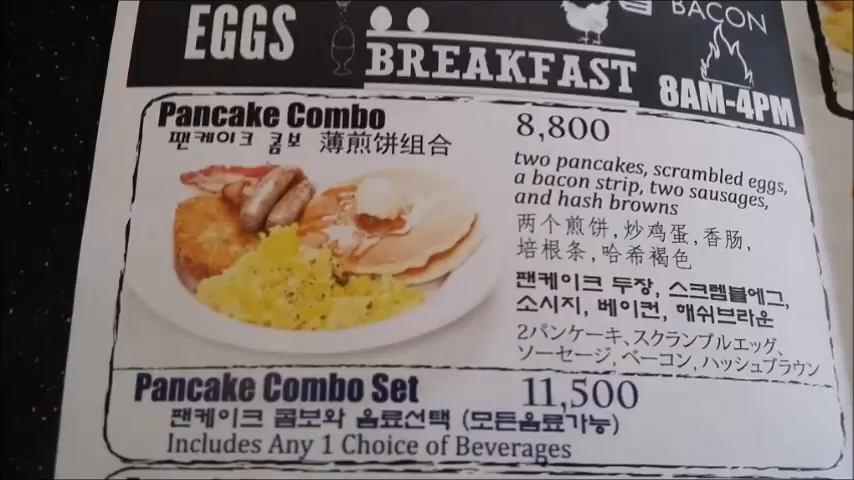 EGGS
BACON
BREAKFAST
8AM-4PM
Pancake Combo
팬케이크 콤보 薄煎饼组合
8,800
two pancakes, scrambled eggs,
a bacon strip, two sausages,
and hash browns
两个煎饼,炒鸡蛋,香肠,
培根条,哈希褐色
팬케이크 두장, 스크램블에그,
소시지, 베이컨, 해쉬브라운
2パンケーキ、スクランブルエッグ、
ソーセージ, ベーコン, ハッシュブラウン
Pancake Combo Set
11,500
팬케이크 콤보와 음료선택 (모든음료가능)
Includes Any 1 Choice of Beverages